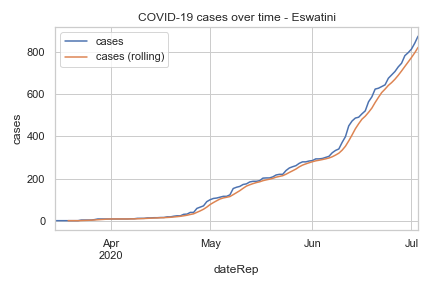 COVID-19 cases over time - Eswatini
cases
cases (rolling)
800
600
400
200
0
cases
Apr
2020
May
Jun
Jul
dateRep